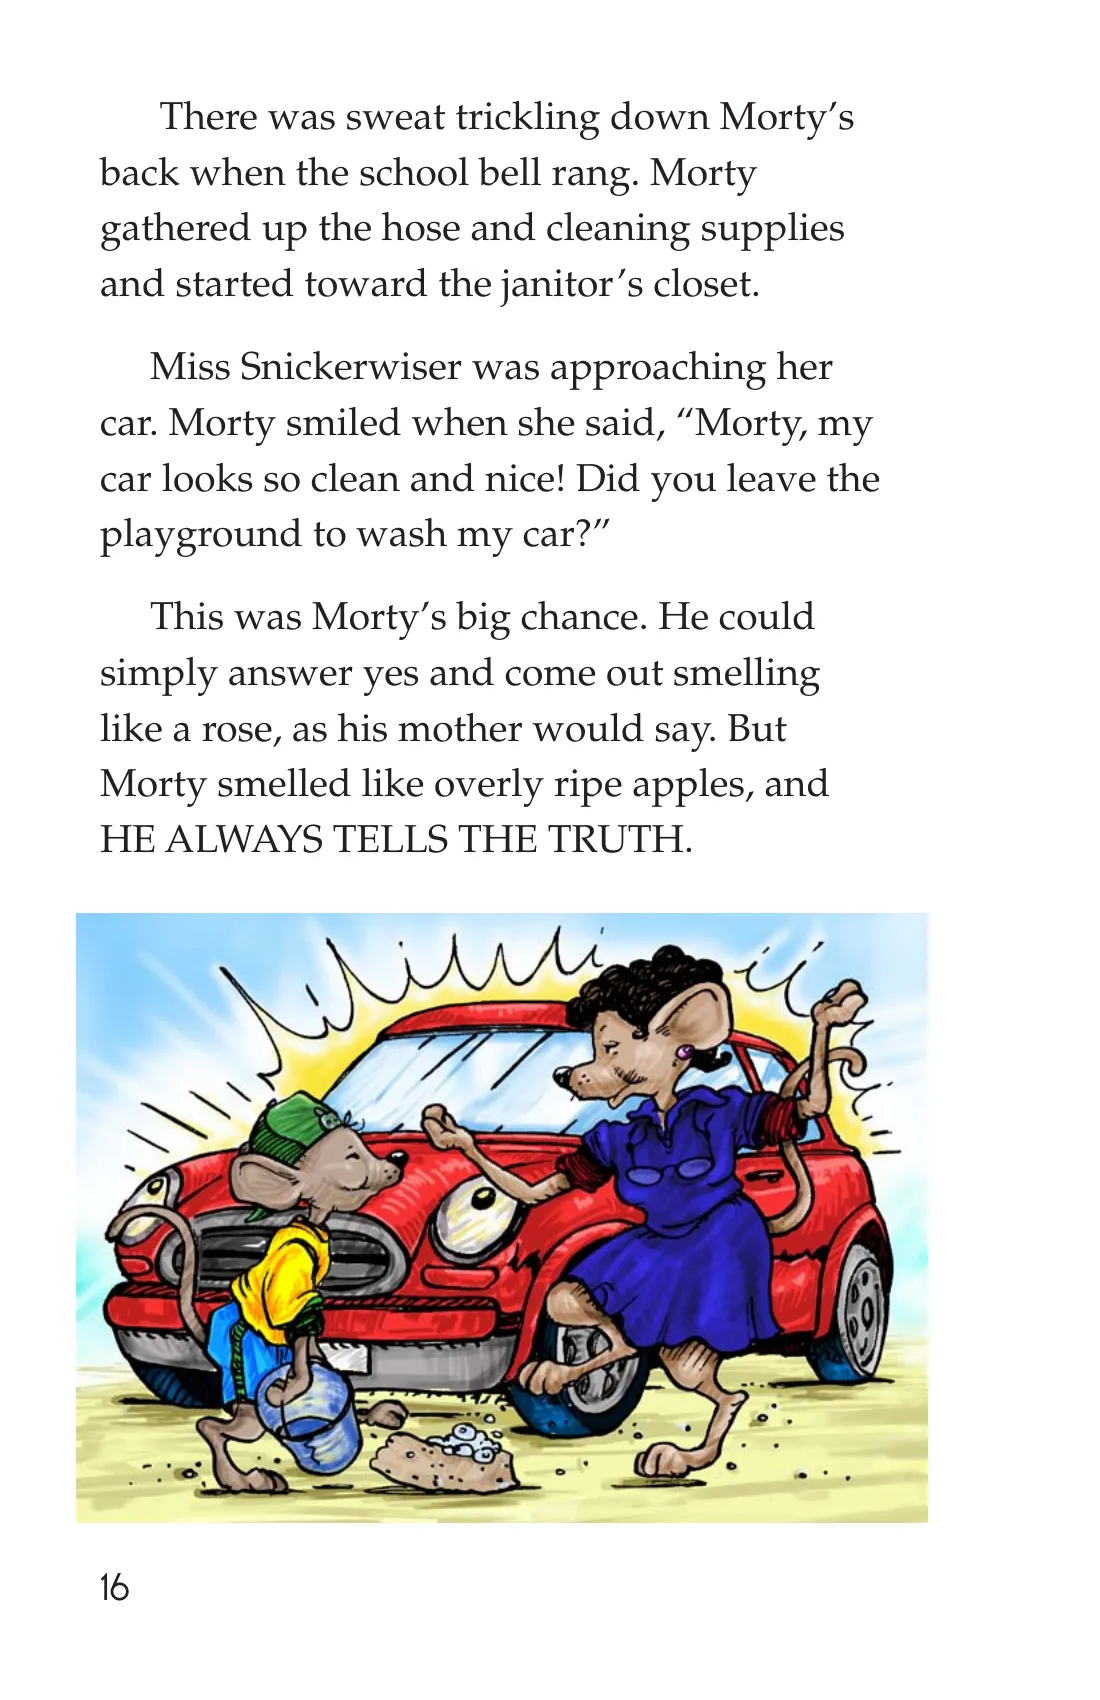 There was sweat trickling down Morty’s
back when the school bell rang. Morty
gathered up the hose and cleaning supplies
and started toward the janitor’s closet.
Miss Snickerwiser was approaching her
car. Morty smiled when she said, “Morty, my
car looks so clean and nice! Did you leave the
playground to wash my car?”
This was Morty’s big chance. He could
simply answer yes and come out smelling
like a rose, as his mother would say. But
Morty smelled like overly ripe apples, and
HE ALWAYS TELLS THE TRUTH.
16